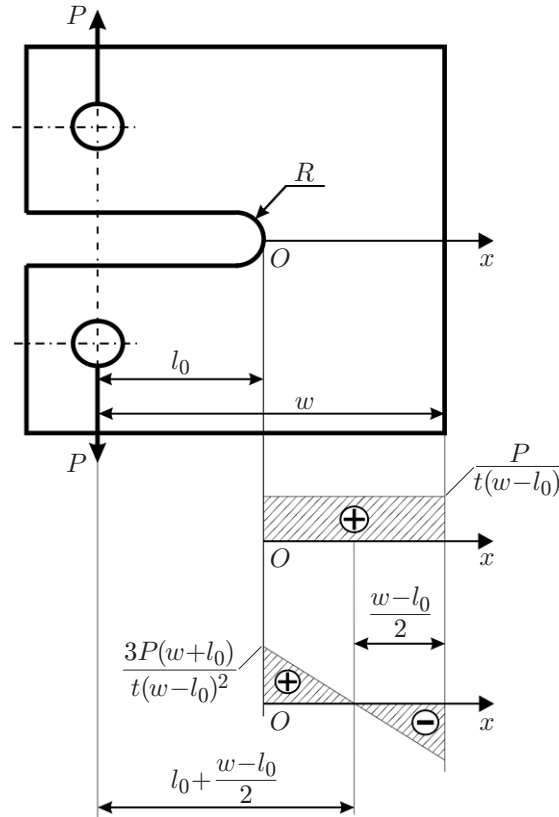 P
R
O
x
l₀
w
P
P/t(w−l₀)
O
x
(w−l₀)/2
3P(w+l₀)/t(w−l₀)²
O
x
l₀+(w−l₀)/2